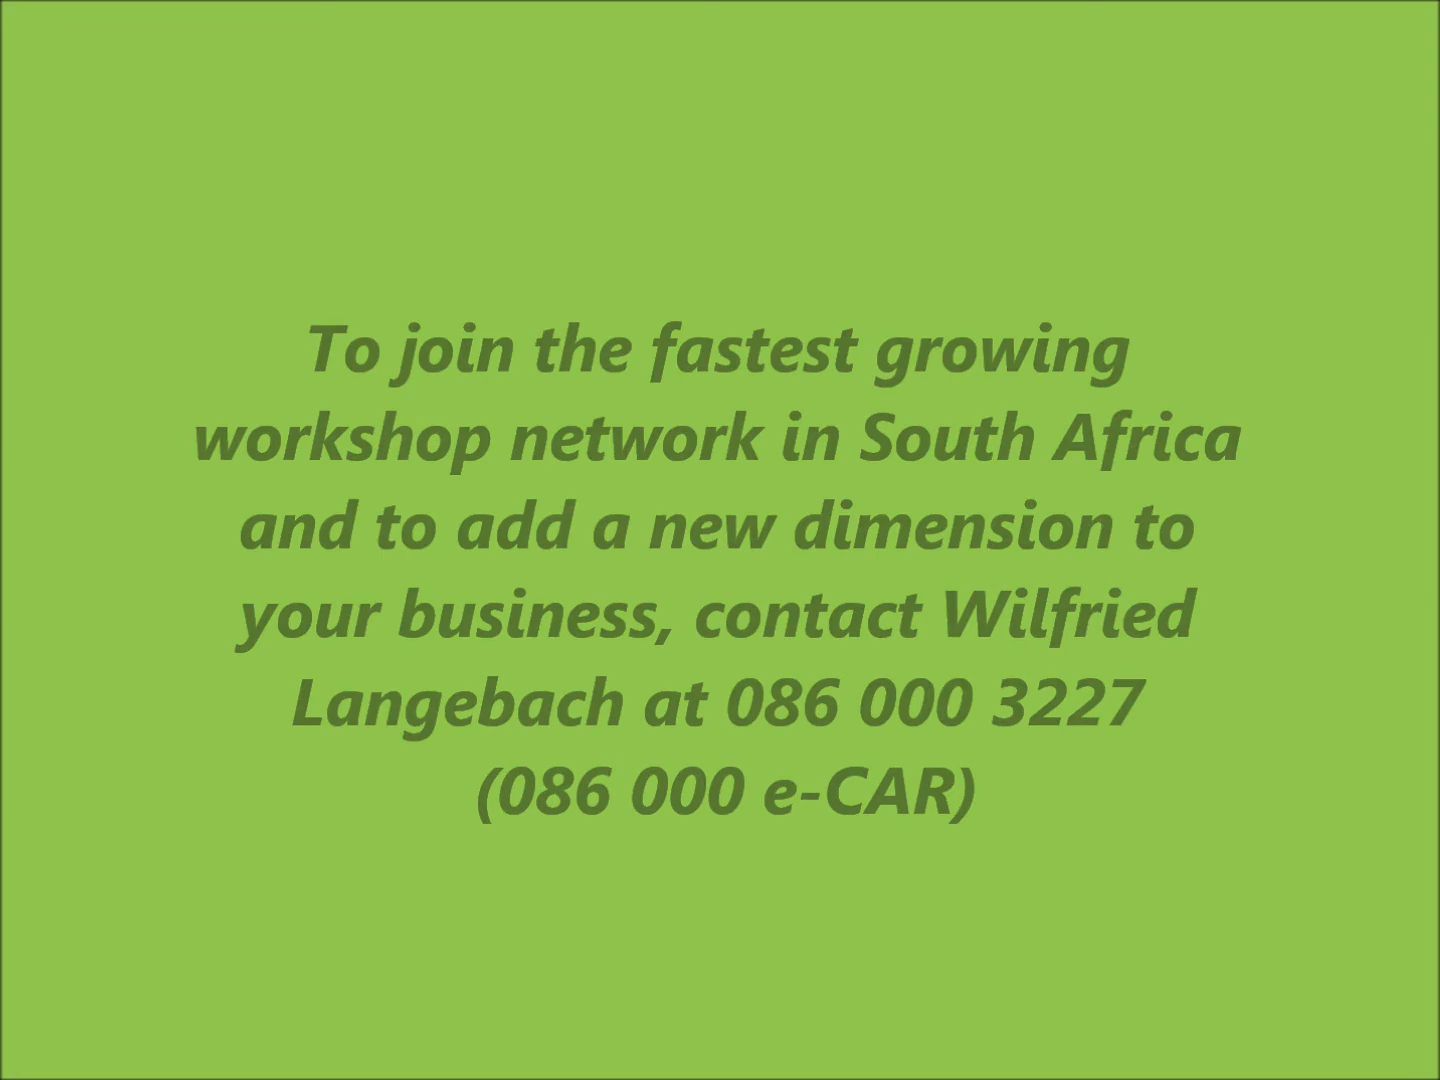 To join the fastest growing
workshop network in South Africa
and to add a new dimension to
your business, contact Wilfried
Langebach at 086 000 3227
(086 000 e-CAR)